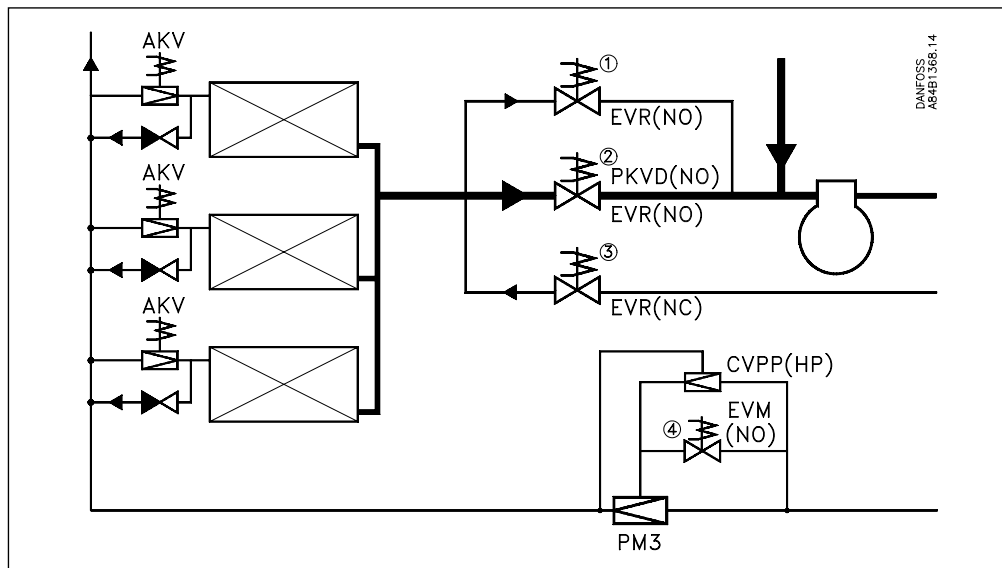 AKV
AKV
AKV
①
EVR(NO)
②
PKVD(NO)
EVR(NO)
③
EVR(NC)
DANFOSS
A84B1368.14
CVPP(HP)
EVM
④ (NO)
PM3